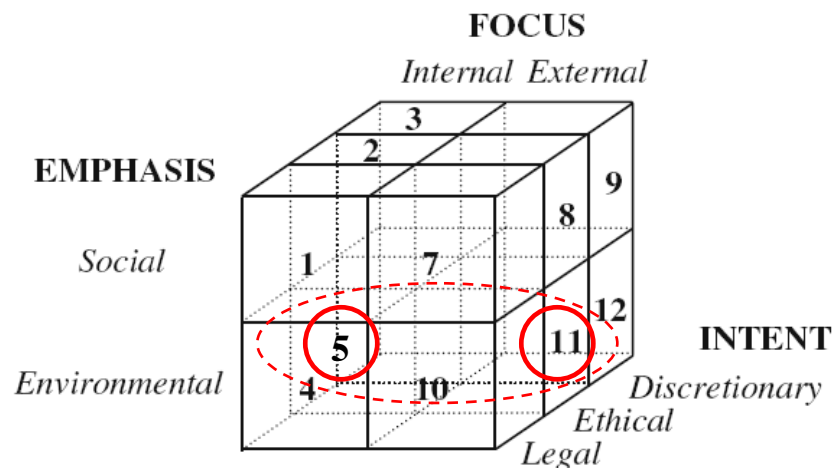 FOCUS
Internal External
3
2
EMPHASIS
9
8
Social
1
7
12
5
11
INTENT
Environmental
4
10
Discretionary
Ethical
Legal